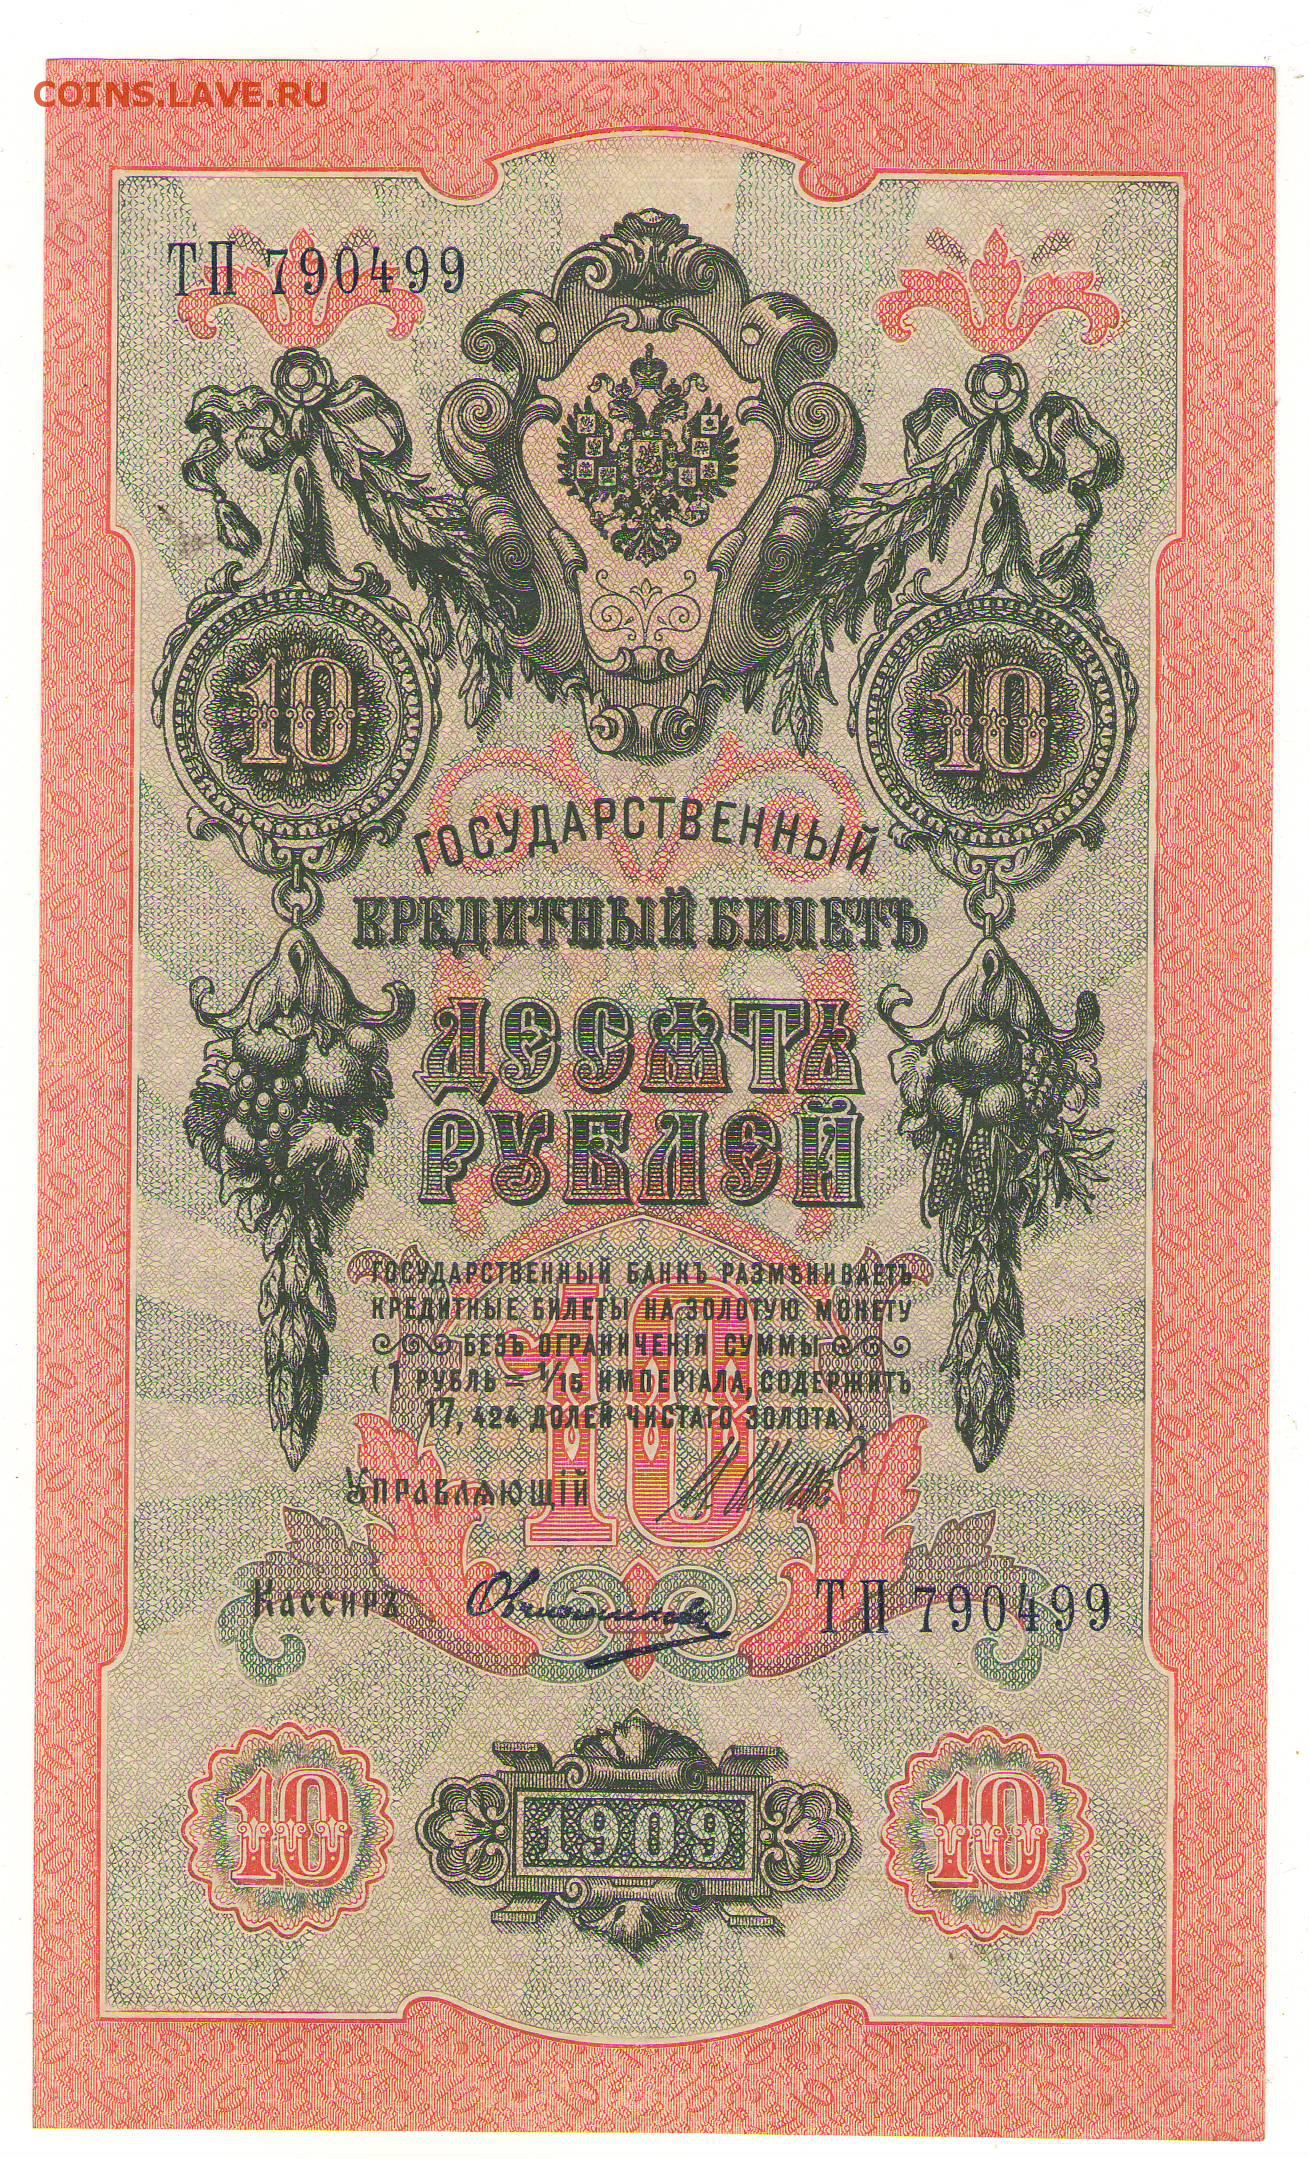 COINS.LAVE.RU
ТП 790499
10 10
ГОСУДАРСТВЕННЫЙ
КРЕДИТНЫЙ БИЛЕТЪ
ДЕСЯТЬ
РУБЛЕЙ
ГОСУДАРСТВЕННЫЙ БАНКЪ РАЗМѢНИВАЕТЪ
КРЕДИТНЫЕ БИЛЕТЫ НА ЗОЛОТУЮ МОНЕТУ
БЕЗЪ ОГРАНИЧЕНІЯ СУММЫ
(1 РУБЛЬ = 1/15 ИМПЕРІАЛА, СОДЕРЖИТЪ
17,424 ДОЛЕЙ ЧИСТАГО ЗОЛОТА).
10
УПРАВЛЯЮЩІЙ
Кассиръ
ТП 790499
10 1909 10